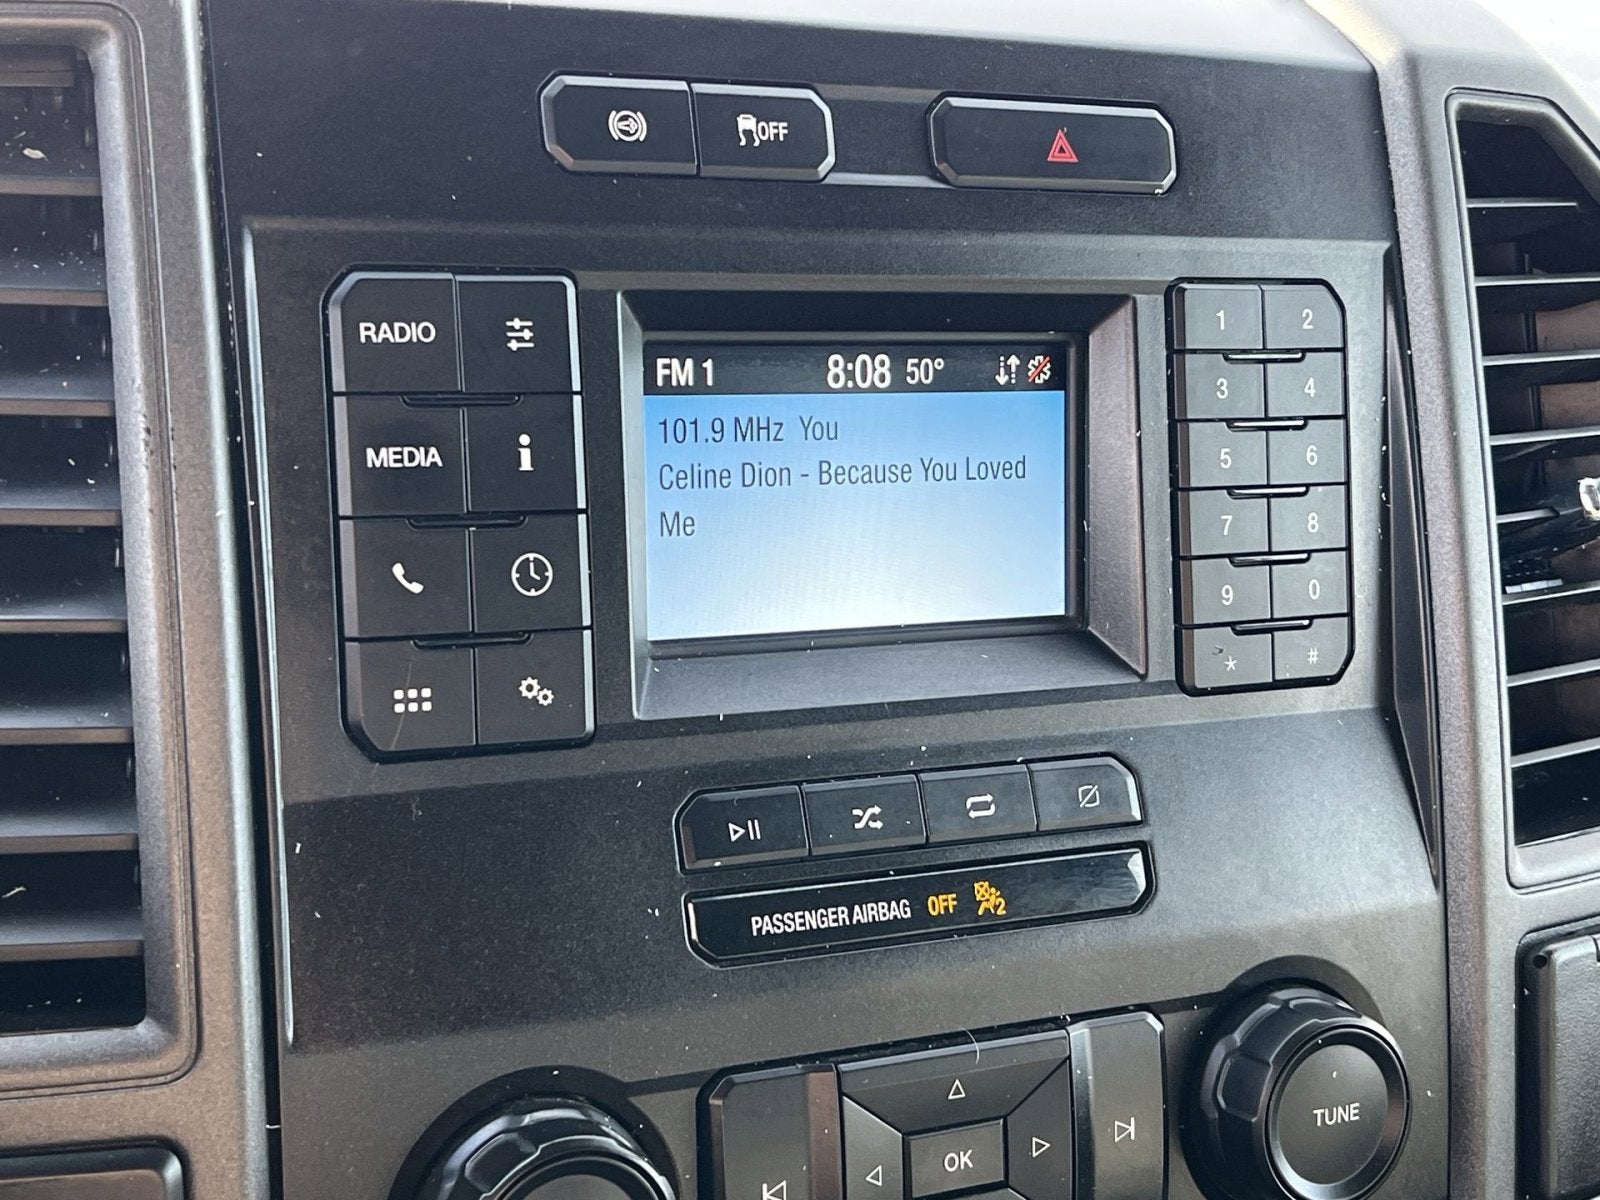 OFF
RADIO
MEDIA
FM 1 8:08 50°
101.9 MHz You
Celine Dion - Because You Loved
Me
1 2
3 4
5 6
7 8
9 0
* #
PASSENGER AIRBAG OFF 2
OK
TUNE